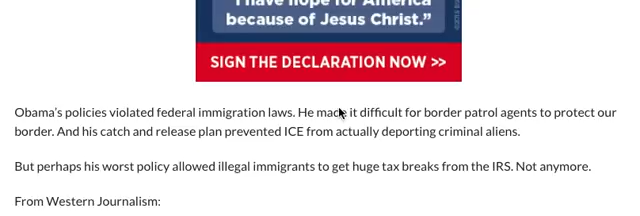 "I have hope for America
because of Jesus Christ."
SIGN THE DECLARATION NOW >>
Obama's policies violated federal immigration laws. He made it difficult for border patrol agents to protect our
border. And his catch and release plan prevented ICE from actually deporting criminal aliens.
But perhaps his worst policy allowed illegal immigrants to get huge tax breaks from the IRS. Not anymore.
From Western Journalism: